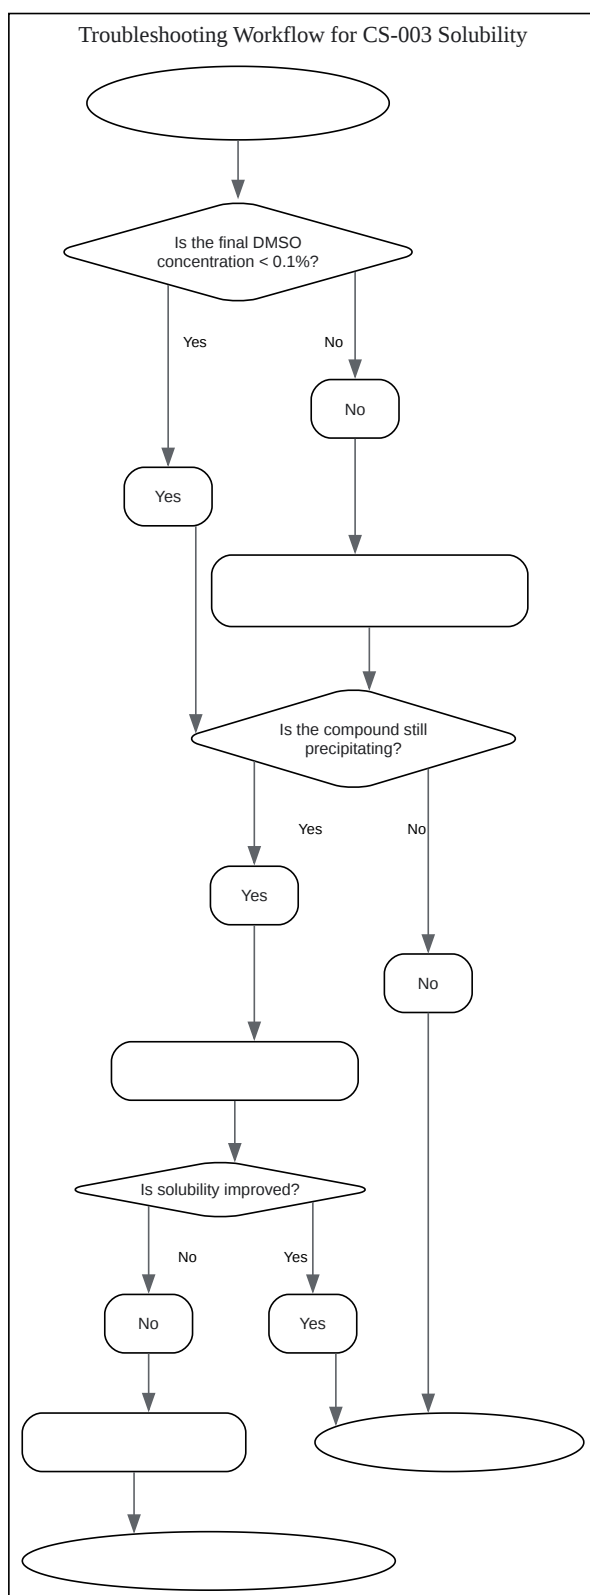 Troubleshooting Workflow for CS-003 Solubility
Is the final DMSO
concentration < 0.1%?
Yes
No
No
Yes
Is the compound still
precipitating?
Yes
No
Yes
No
Is solubility improved?
No
Yes
No
Yes